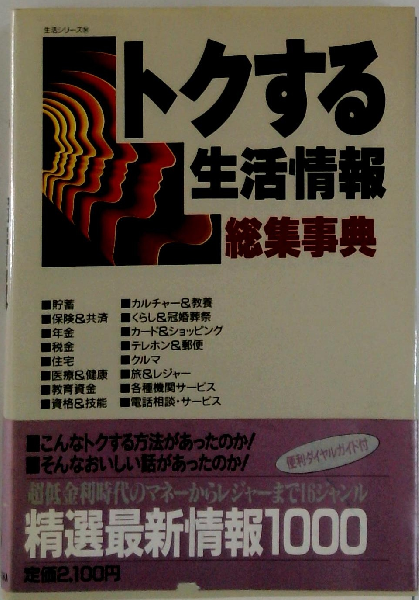 生活シリーズ
トクする
生活情報
総集事典
■貯蓄
■保険&共済
■年金
■税金
■住宅
■医療&健康
■教育資金
■資格&技能
■カルチャー&教養
■くらし&冠婚葬祭
■カード&ショッピング
■テレホン&郵便
■クルマ
■旅&レジャー
■各種機関サービス
■電話相談・サービス
■こんなトクする方法があったのか!
■そんなおいしい話があったのか!
便利ダイヤルガイド付
超低金利時代のマネーからレジャーまで16ジャンル
精選最新情報1000
定価2,100円